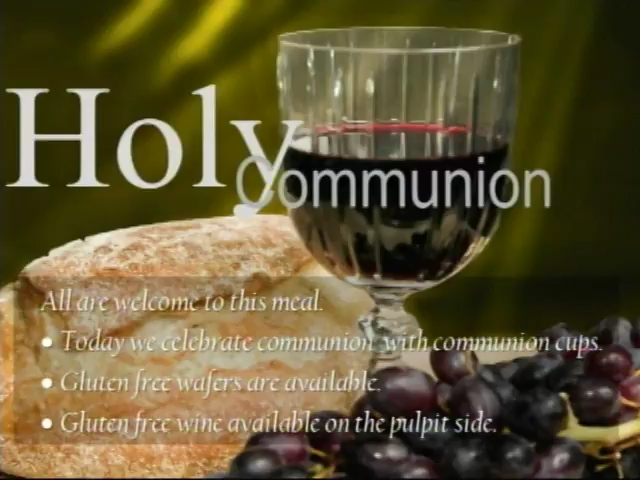 Holy
Communion
All are welcome to this meal.
• Today we celebrate communion with communion cups.
• Gluten free wafers are available.
• Gluten free wine available on the pulpit side.